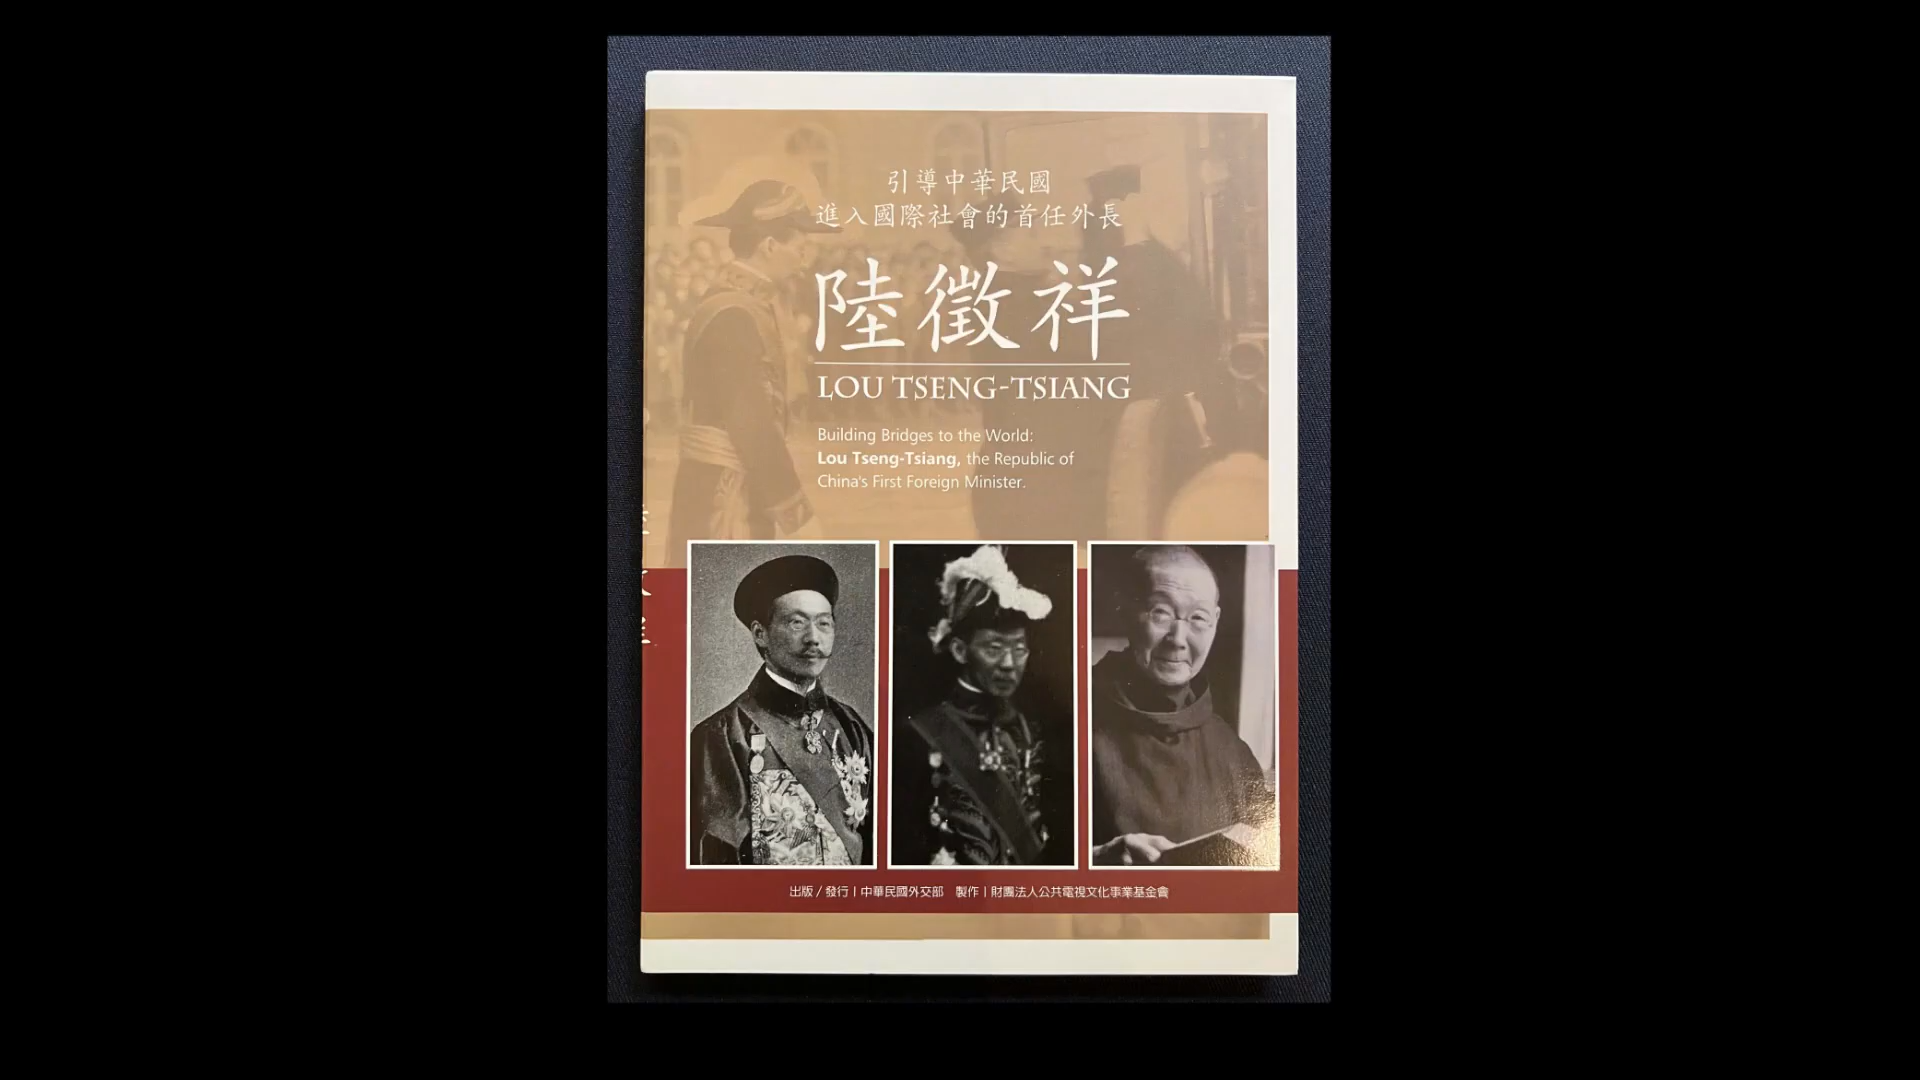 引導中華民國
進入國際社會的首任外長
陸徵祥
LOU TSENG-TSIANG
Building Bridges to the World:
Lou Tseng-Tsiang, the Republic of
China's First Foreign Minister.
出版/發行|中華民國外交部 製作|財團法人公共電視文化事業基金會